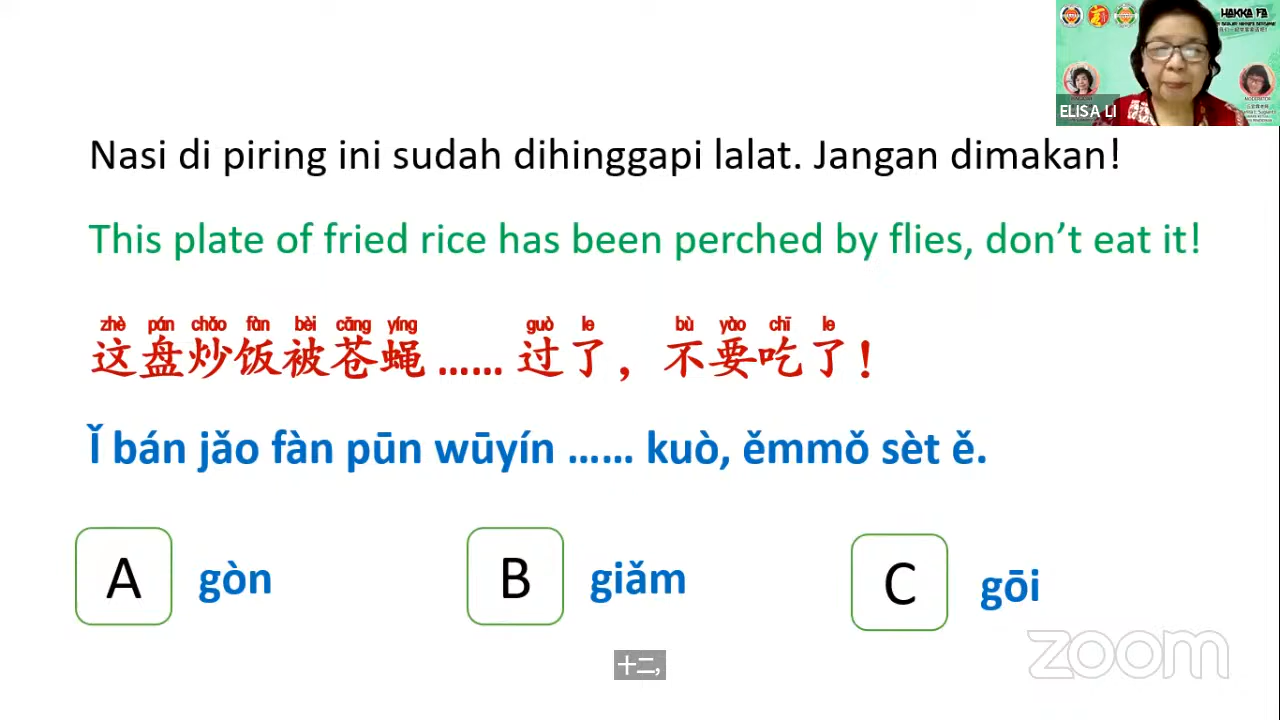 HAKKA FA
ELISA LI
Nasi di piring ini sudah dihinggapi lalat. Jangan dimakan!
This plate of fried rice has been perched by flies, don’t eat it!
zhè pán chǎo fàn bèi cāng yíng guò le bù yào chī le
这盘炒饭被苍蝇 …… 过了，不要吃了！
Ǐ bán jǎo fàn pūn wūyín …… kuò, ěmmǒ sèt ě.
A gòn
B giǎm
C gōi
zoom
十二,